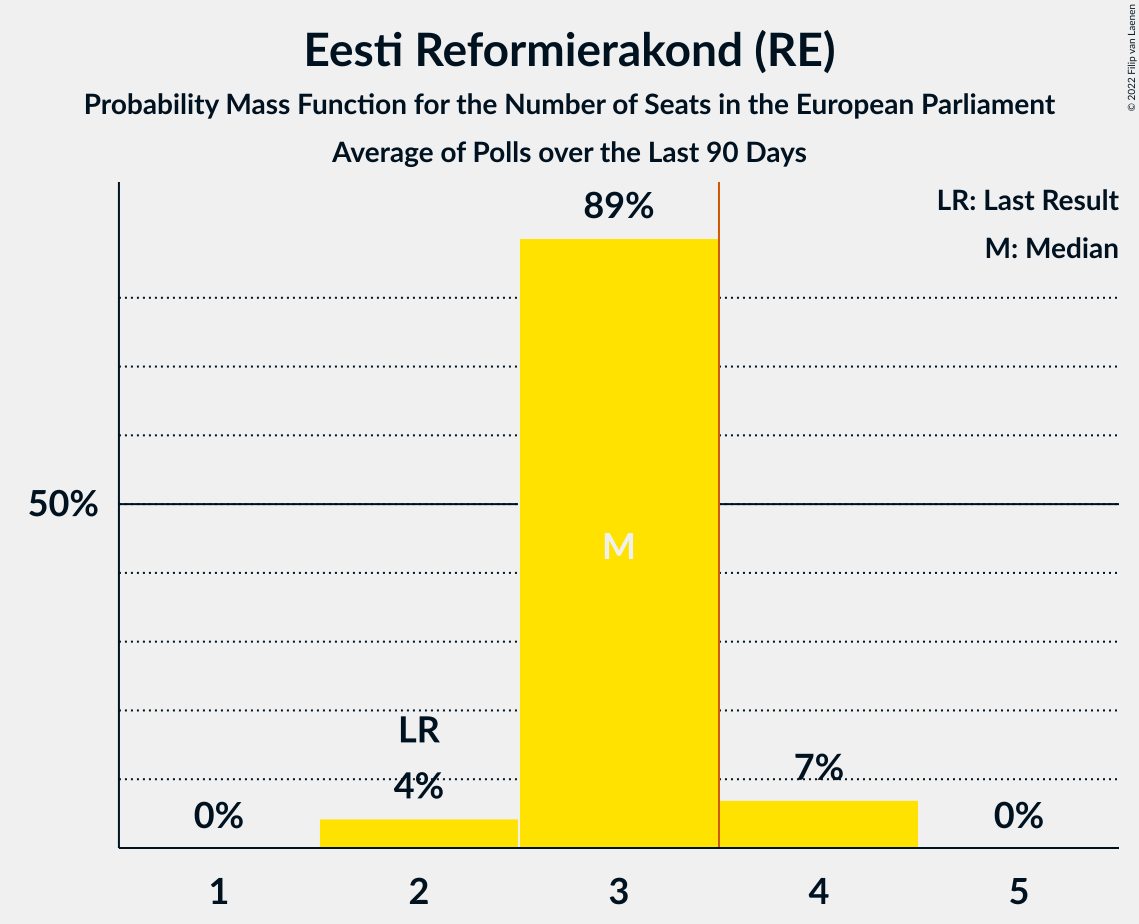 Eesti Reformierakond (RE)
Probability Mass Function for the Number of Seats in the European Parliament
Average of Polls over the Last 90 Days
© 2022 Filip van Laenen
LR: Last Result
M: Median
89%
50%
M
LR
4%
7%
0%
0%
1 2 3 4 5